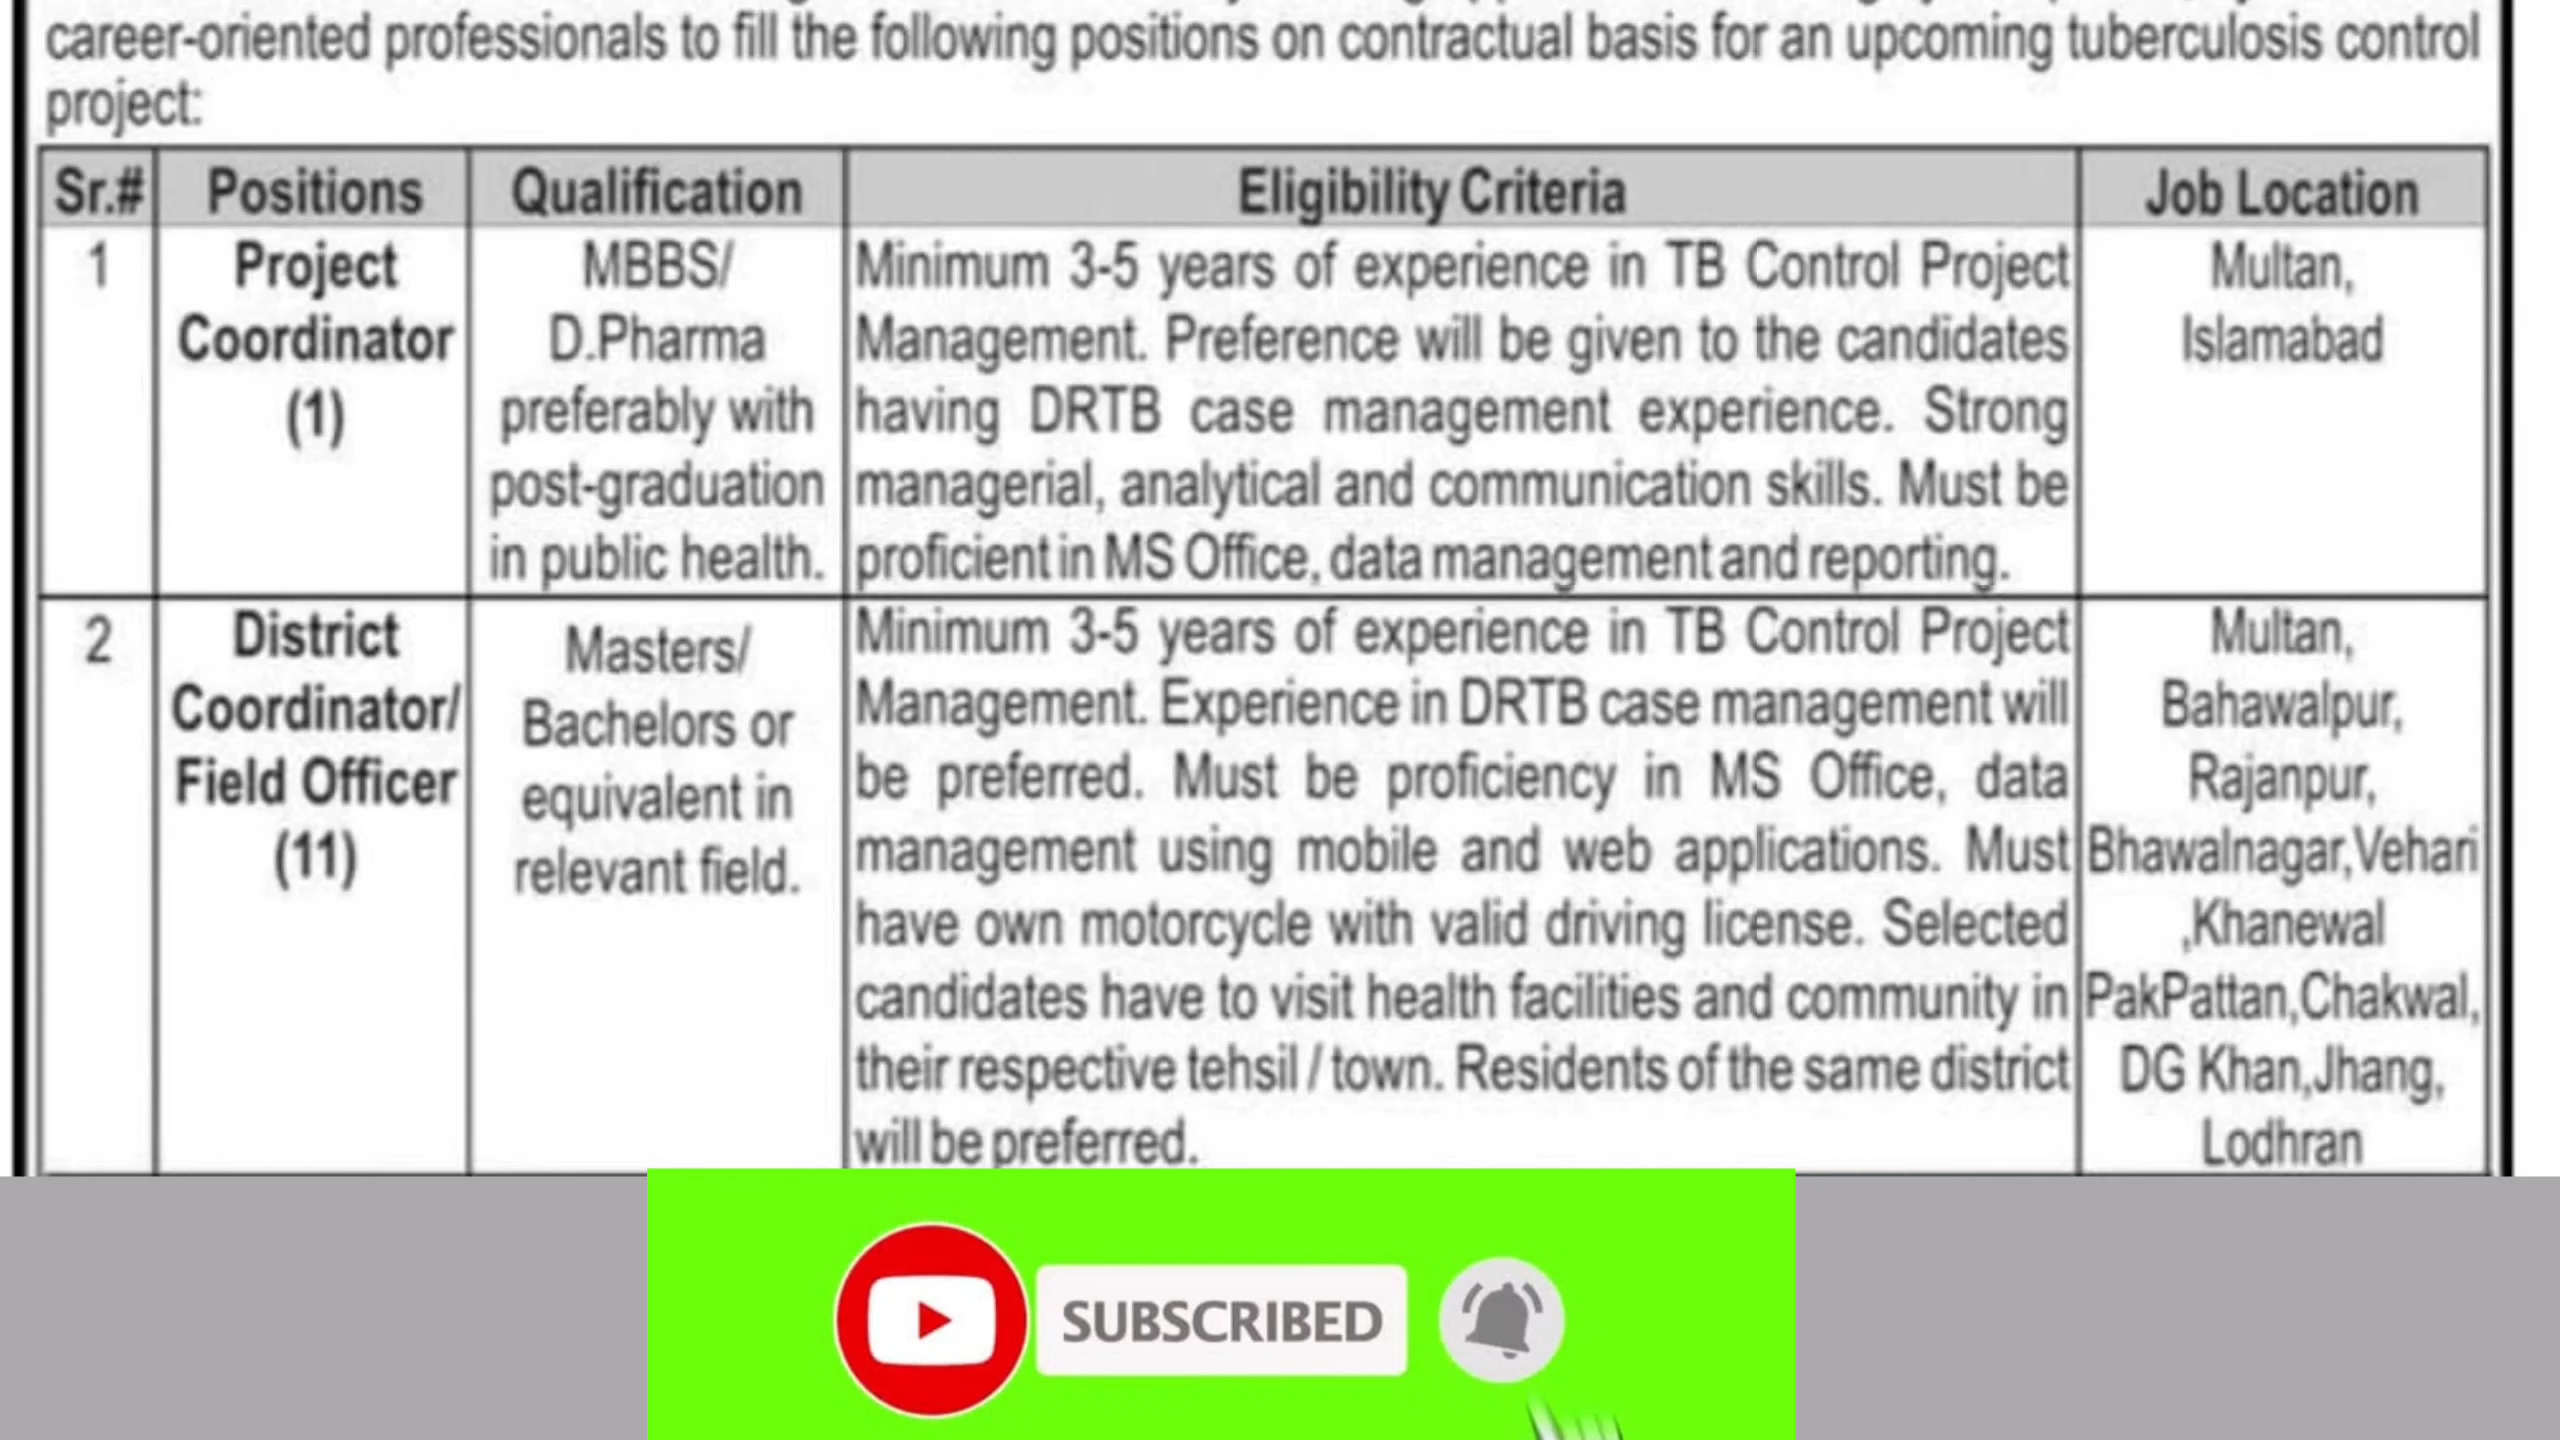 career-oriented professionals to fill the following positions on contractual basis for an upcoming tuberculosis control
project:
Sr.# Positions Qualification Eligibility Criteria Job Location
1
Project
Coordinator
(1)
MBBS/
D.Pharma
preferably with
post-graduation
in public health.
Minimum 3-5 years of experience in TB Control Project
Management. Preference will be given to the candidates
having DRTB case management experience. Strong
managerial, analytical and communication skills. Must be
proficient in MS Office, data management and reporting.
Multan,
Islamabad
2
District
Coordinator/
Field Officer
(11)
Masters/
Bachelors or
equivalent in
relevant field.
Minimum 3-5 years of experience in TB Control Project
Management. Experience in DRTB case management will
be preferred. Must be proficiency in MS Office, data
management using mobile and web applications. Must
have own motorcycle with valid driving license. Selected
candidates have to visit health facilities and community in
their respective tehsil / town. Residents of the same district
will be preferred.
Multan,
Bahawalpur,
Rajanpur,
Bhawalnagar,Vehari
,Khanewal
PakPattan,Chakwal,
DG Khan,Jhang,
Lodhran
SUBSCRIBED